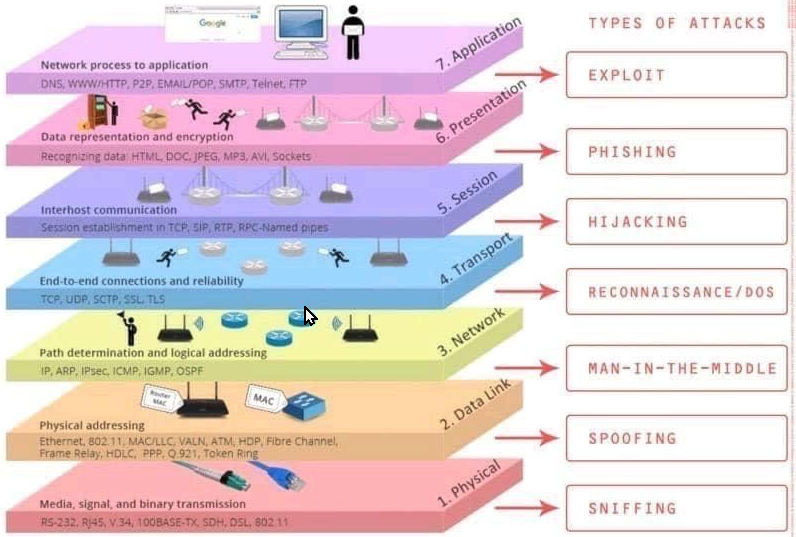 TYPES OF ATTACKS
Google
7. Application
Network process to application
DNS, WWW/HTTP, P2P, EMAIL/POP, SMTP, Telnet, FTP
EXPLOIT
6. Presentation
Data representation and encryption
Recognizing data: HTML, DOC, JPEG, MP3, AVI, Sockets
PHISHING
5. Session
Interhost communication
Session establishment in TCP, SIP, RTP, RPC-Named pipes
HIJACKING
4. Transport
End-to-end connections and reliability
TCP, UDP, SCTP, SSL, TLS
RECONNAISSANCE/DOS
3. Network
Path determination and logical addressing
IP, ARP, IPsec, ICMP, IGMP, OSPF
MAN-IN-THE-MIDDLE
2. Data Link
Router
MAC
MAC
Physical addressing
Ethernet, 802.11, MAC/LLC, VALN, ATM, HDP, Fibre Channel,
Frame Relay, HDLC, PPP, Q.921, Token Ring
SPOOFING
1. Physical
Media, signal, and binary transmission
RS-232, RJ45, V.34, 100BASE-TX, SDH, DSL, 802.11
SNIFFING